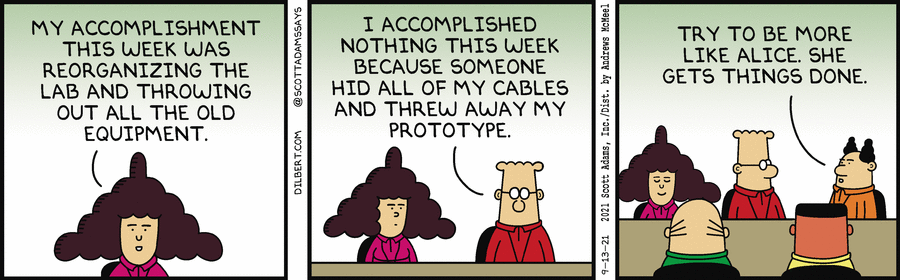 MY ACCOMPLISHMENT
THIS WEEK WAS
REORGANIZING THE
LAB AND THROWING
OUT ALL THE OLD
EQUIPMENT.
DILBERT.COM @SCOTTADAMSSAYS
I ACCOMPLISHED
NOTHING THIS WEEK
BECAUSE SOMEONE
HID ALL OF MY CABLES
AND THREW AWAY MY
PROTOTYPE.
9-13-21 2021 Scott Adams, Inc./Dist. by Andrews McMeel
TRY TO BE MORE
LIKE ALICE. SHE
GETS THINGS DONE.